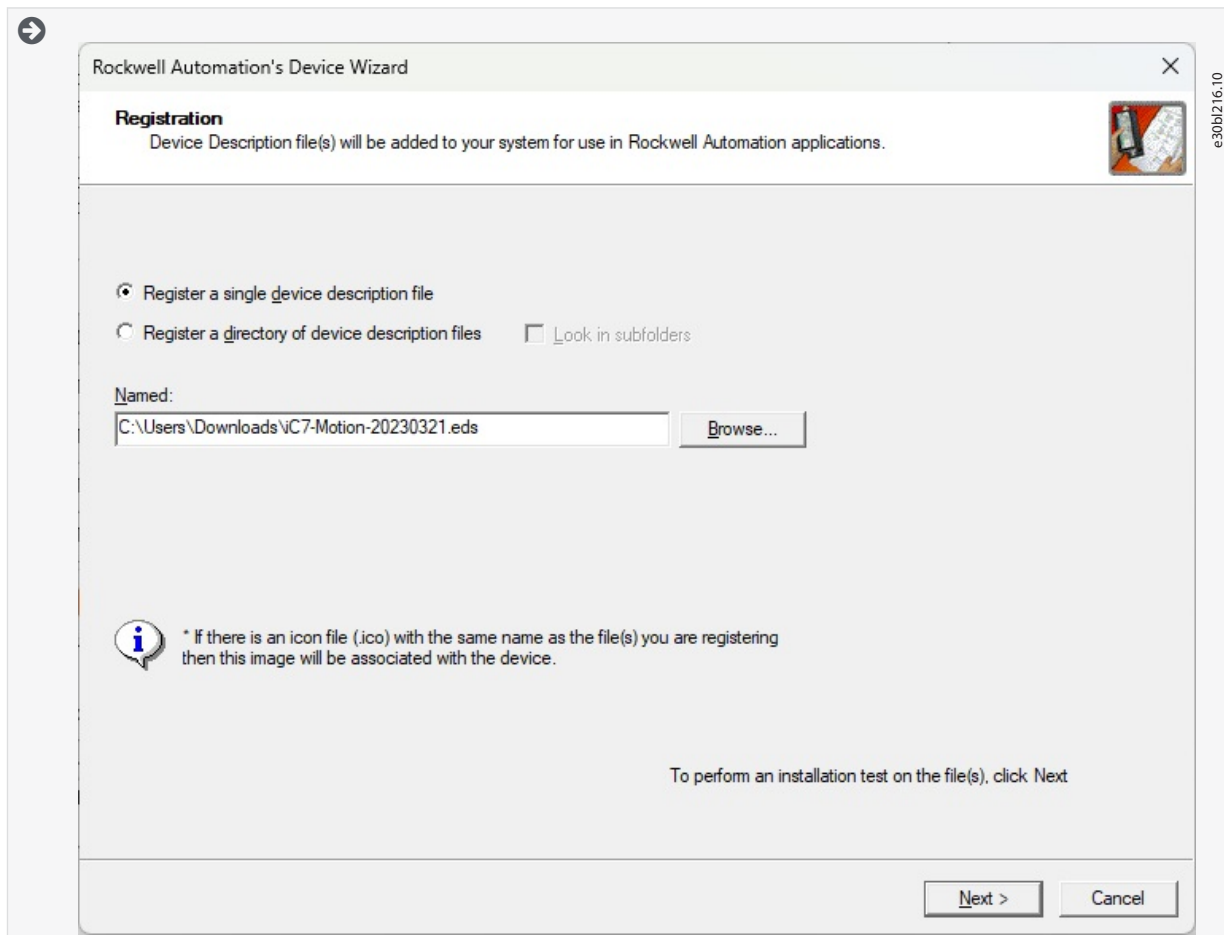 Rockwell Automation's Device Wizard
Registration
Device Description file(s) will be added to your system for use in Rockwell Automation applications.
e30bl216.10
Register a single device description file
Register a directory of device description files
Look in subfolders
Named:
C:\Users\Downloads\iC7-Motion-20230321.eds
Browse...
* If there is an icon file (.ico) with the same name as the file(s) you are registering
then this image will be associated with the device.
To perform an installation test on the file(s), click Next
Next >
Cancel